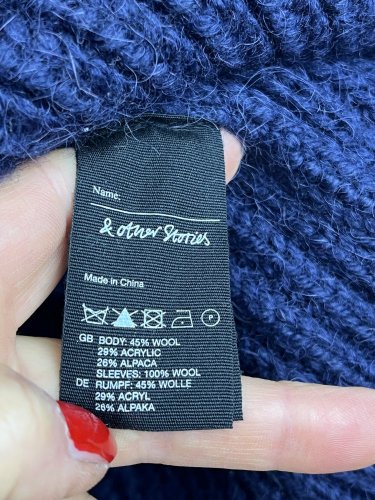 Name:
& other Stories
Made in China
P
GB BODY: 45% WOOL
29% ACRYLIC
26% ALPACA
SLEEVES: 100% WOOL
DE RUMPF: 45% WOLLE
29% ACRYL
26% ALPAKA